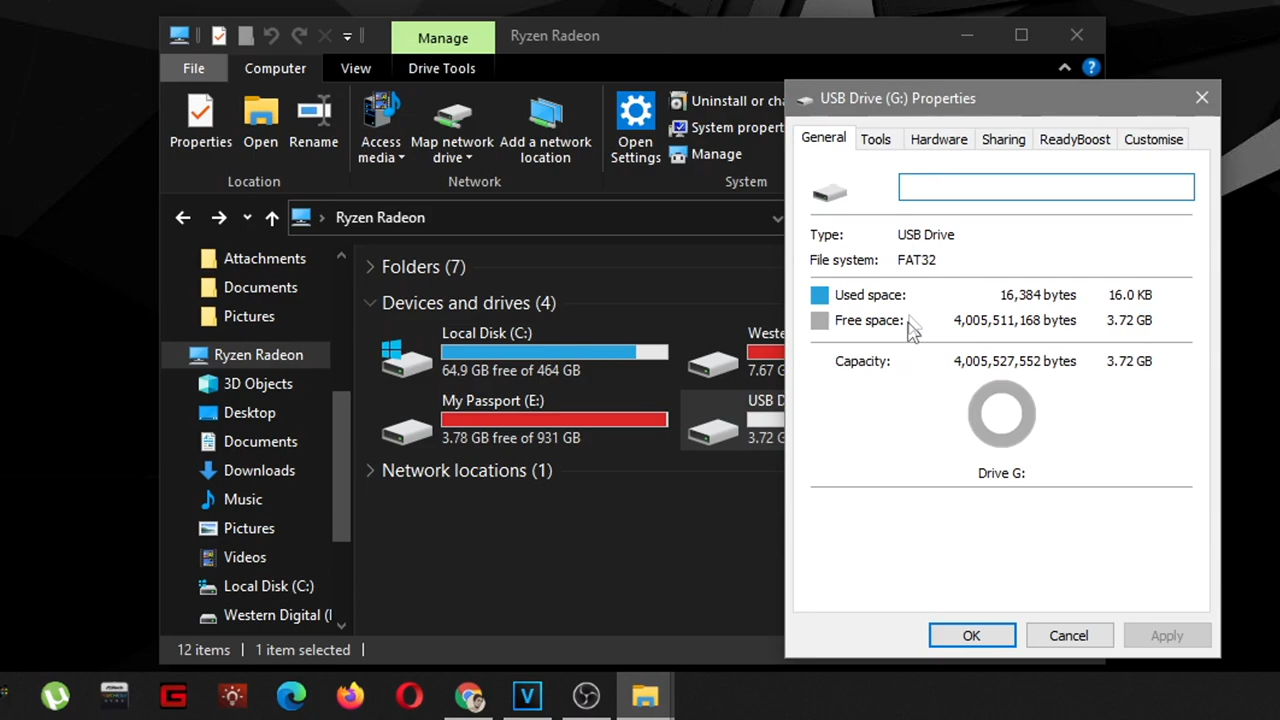 Manage
Ryzen Radeon
File
Computer
View
Drive Tools
?
Properties
Open
Rename
Access
media
Map network
drive
Add a network
location
Open
Settings
Uninstall or cha
System propert
Manage
Location
Network
System
Ryzen Radeon
Attachments
Documents
Pictures
Ryzen Radeon
3D Objects
Desktop
Documents
Downloads
Music
Pictures
Videos
Local Disk (C:)
Western Digital (
Folders (7)
Devices and drives (4)
Local Disk (C:)
64.9 GB free of 464 GB
Weste
7.67 G
My Passport (E:)
3.78 GB free of 931 GB
USB D
3.72 G
Network locations (1)
12 items
1 item selected
USB Drive (G:) Properties
General
Tools
Hardware
Sharing
ReadyBoost
Customise
Type: USB Drive
File system: FAT32
Used space: 16,384 bytes 16.0 KB
Free space: 4,005,511,168 bytes 3.72 GB
Capacity: 4,005,527,552 bytes 3.72 GB
Drive G:
OK
Cancel
Apply
G
V